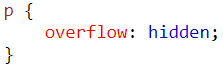 p {
    overflow: hidden;
}